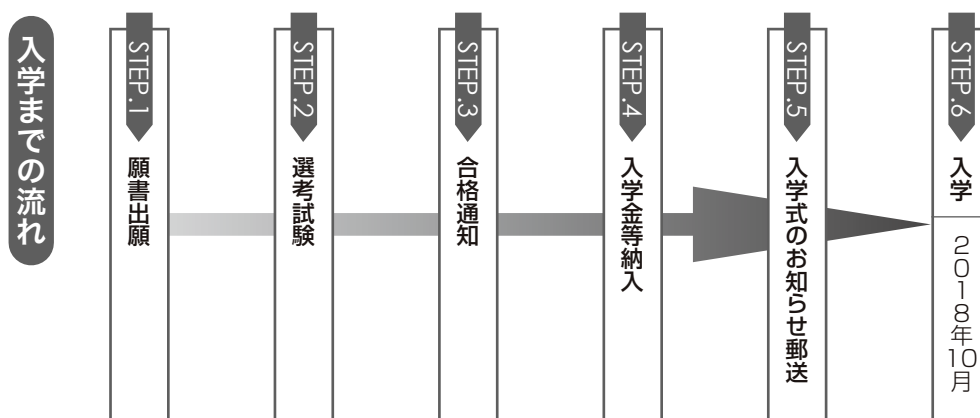 入学までの流れ
STEP.1
願書出願
STEP.2
選考試験
STEP.3
合格通知
STEP.4
入学金等納入
STEP.5
入学式のお知らせ郵送
STEP.6
入学
2018年10月